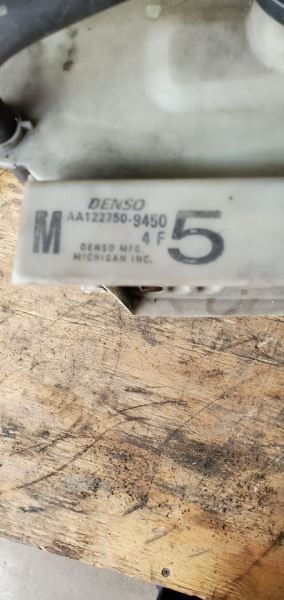 DENSO
M AA122750-9450 5
4 F
DENSO MFG.
MICHIGAN INC.